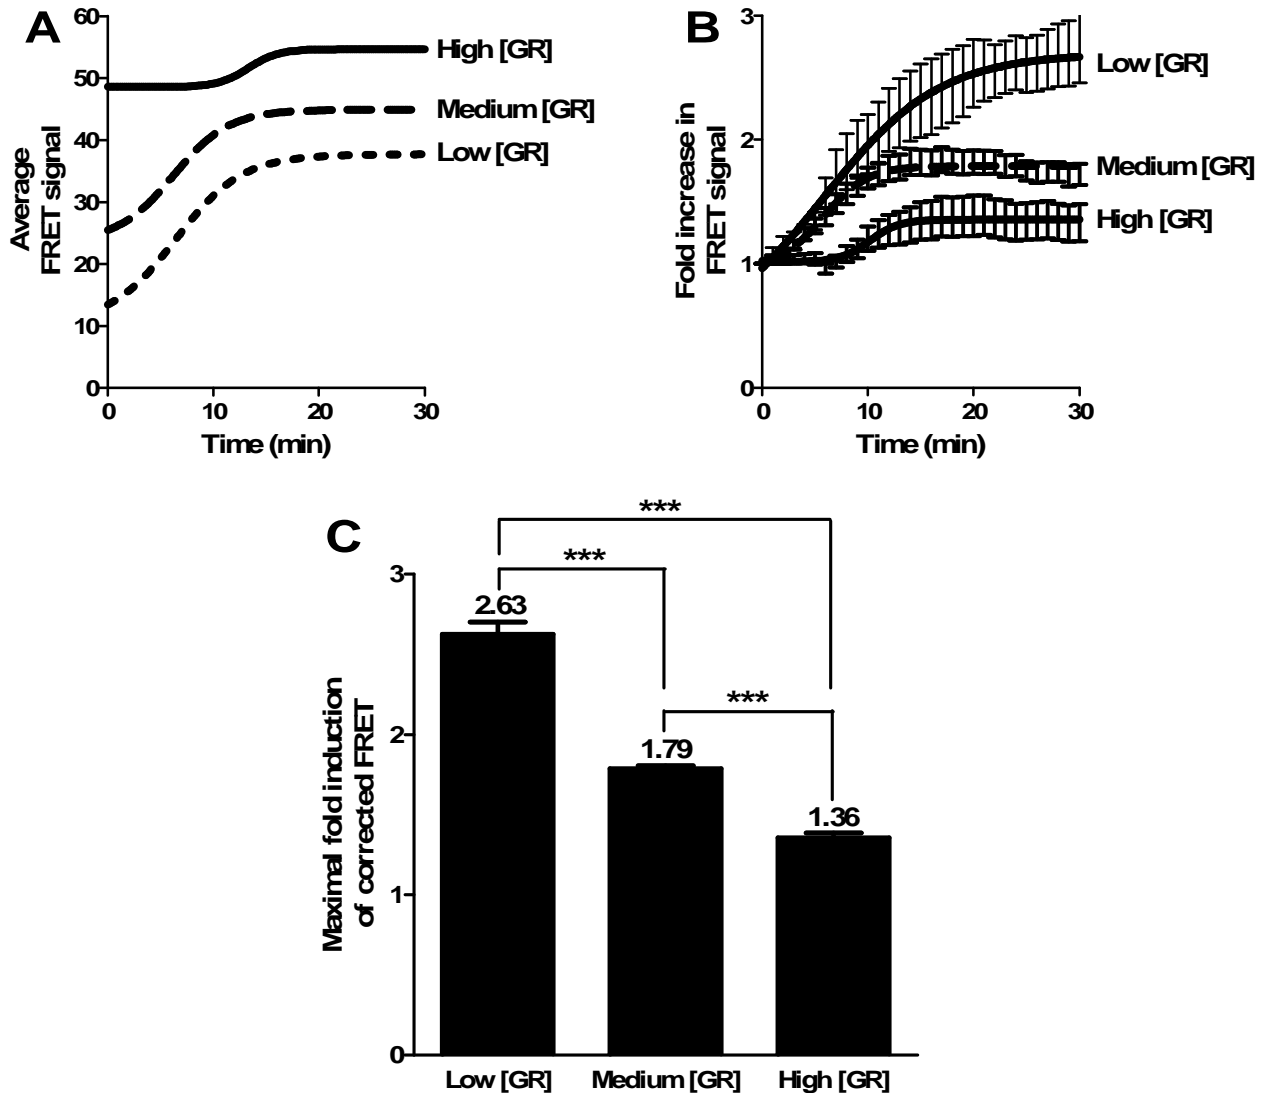 A
60
50
40
30
20
10
0
Average
FRET signal
High [GR]
Medium [GR]
Low [GR]
0 10 20 30
Time (min)
B
3
2
1
0
Fold increase in
FRET signal
Low [GR]
Medium [GR]
High [GR]
0 10 20 30
Time (min)
C
***
***
***
3
2
1
0
Maximal fold induction
of corrected FRET
2.63
1.79
1.36
Low [GR] Medium [GR] High [GR]